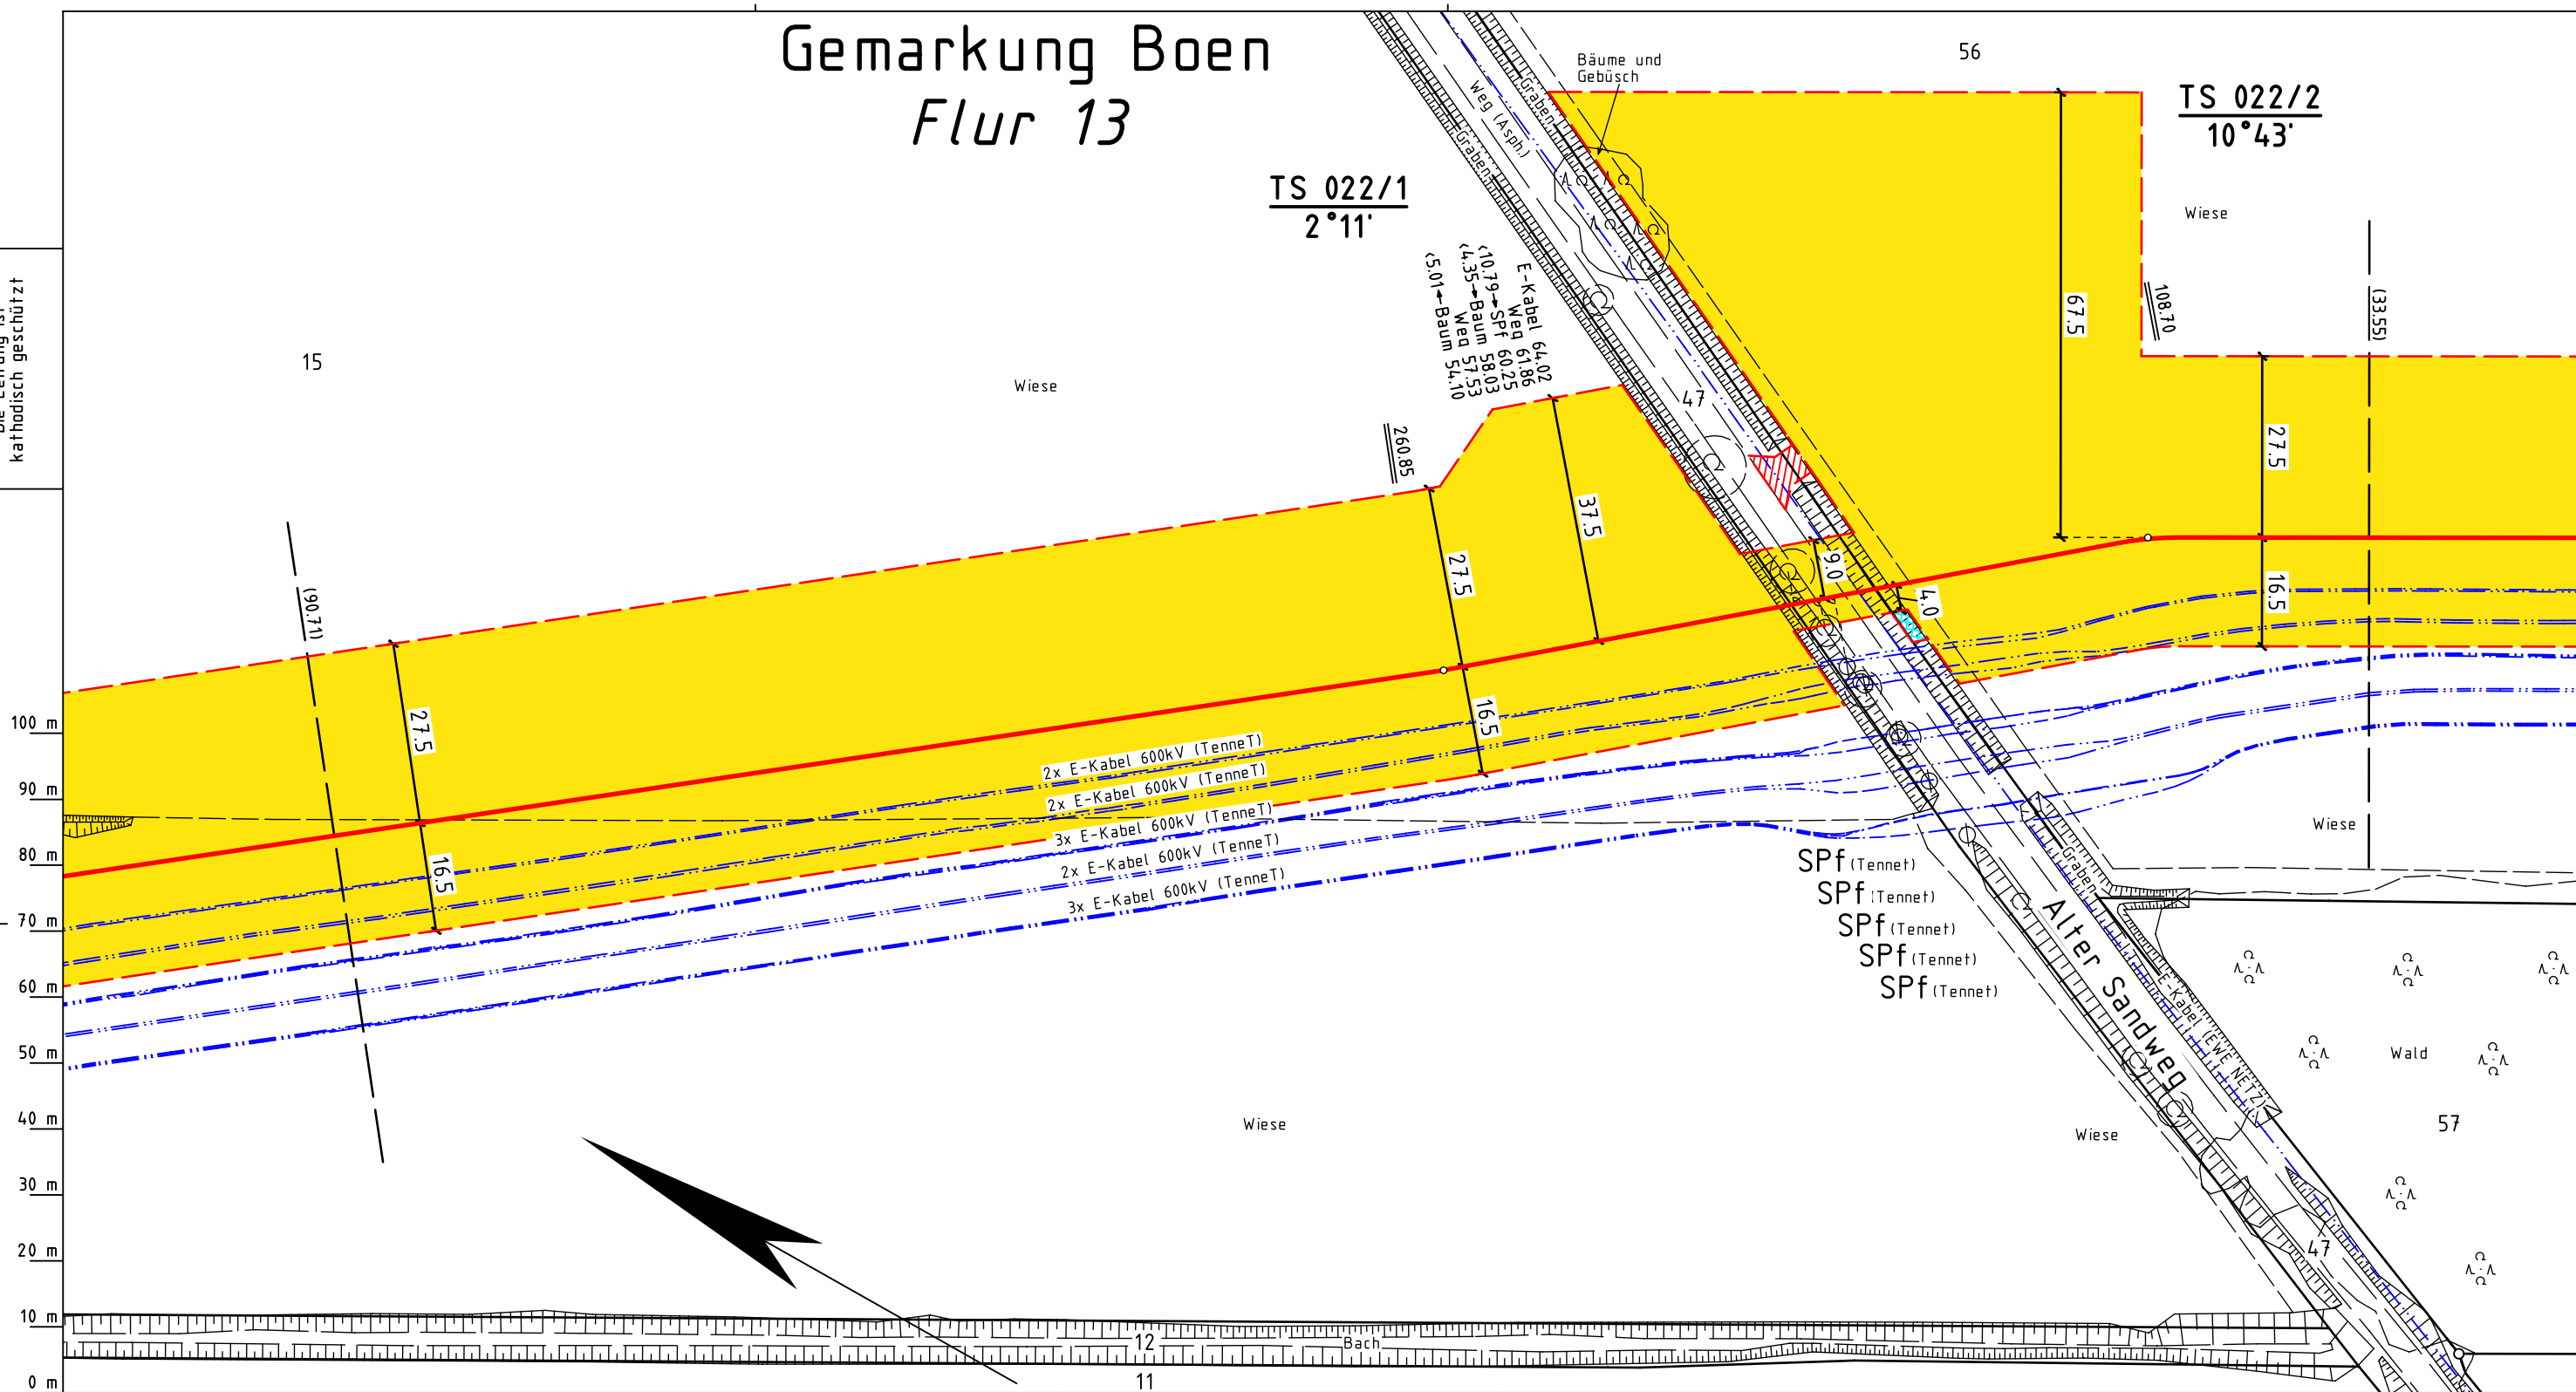 Gemarkung Boen
Flur 13
56
Bäume und
Gebüsch
TS 022/2
10°43'
TS 022/1
2°11'
Graben
Weg (Asph.)
Graben
Wiese
kathodisch geschützt
15
Wiese
E-Kabel 64.02
Weg 61.86
<10.79→SPf 60.25
<4.35→Baum 58.03
Weg 57.53
<5.01←Baum 54.10
67.5
108.70
(33.55)
47
260.85
27.5
37.5
27.5
9.0
4.0
16.5
(90.71)
27.5
16.5
16.5
100 m
90 m
80 m
70 m
60 m
50 m
40 m
30 m
20 m
10 m
0 m
2x E-Kabel 600kV (TenneT)
2x E-Kabel 600kV (TenneT)
3x E-Kabel 600kV (TenneT)
2x E-Kabel 600kV (TenneT)
3x E-Kabel 600kV (TenneT)
Wiese
SPf (Tennet)
SPf (Tennet)
SPf (Tennet)
SPf (Tennet)
SPf (Tennet)
Graben
Alter Sandweg
E-Kabel (EWE NETZ)
Wald
57
Wiese
Wiese
47
12
Bach
11